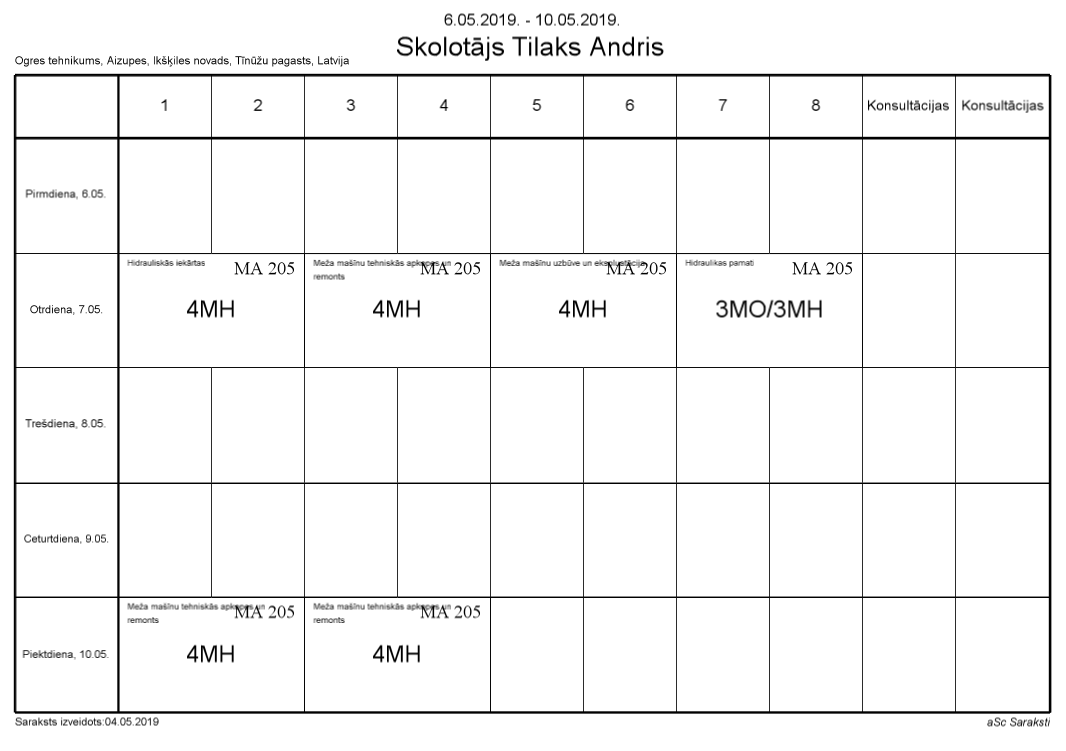 6.05.2019. - 10.05.2019.
Skolotājs Tilaks Andris
Ogres tehnikums, Aizupes, Ikšķiles novads, Tīnūžu pagasts, Latvija
1 2 3 4 5 6 7 8 Konsultācijas Konsultācijas
Pirmdiena, 6.05.
Otrdiena, 7.05.
Hidrauliskās iekārtas
MA 205
4MH
Meža mašīnu tehniskās apkopes un
remonts
MA 205
4MH
Meža mašīnu uzbūve un ekspluatācija
MA 205
4MH
Hidraulikas pamati
MA 205
3MO/3MH
Trešdiena, 8.05.
Ceturtdiena, 9.05.
Piektdiena, 10.05.
Meža mašīnu tehniskās apkopes un
remonts
MA 205
4MH
Meža mašīnu tehniskās apkopes un
remonts
MA 205
4MH
Saraksts izveidots:04.05.2019
aSc Saraksti